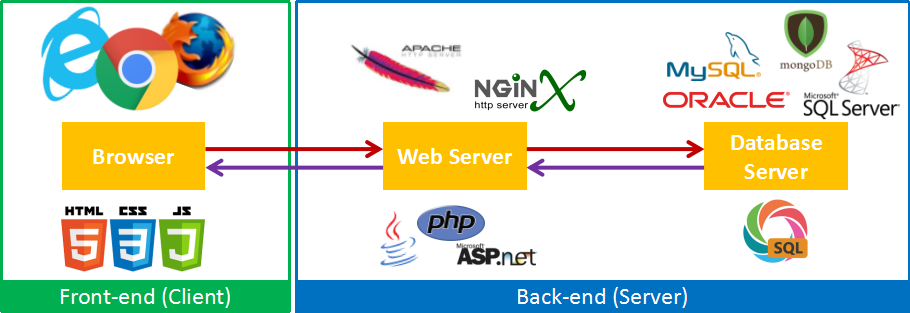 APACHE
HTTP SERVER
NGiNX
http server
MySQL®
mongoDB
ORACLE®
Microsoft®
SQL Server®
Browser
Web Server
Database
Server
HTML
CSS
JS
5
3
php
Microsoft
ASP.net
Java
SQL
Front-end (Client)
Back-end (Server)